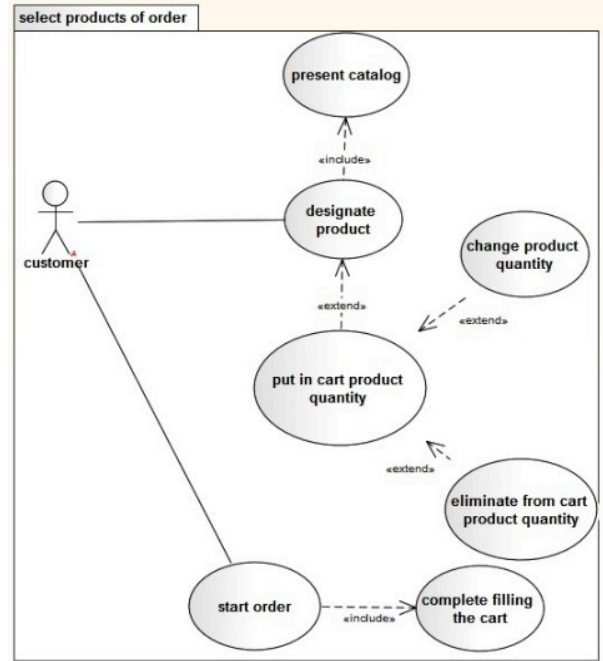 select products of order
present catalog
«include»
designate
product
customer
change product
quantity
«extend»
«extend»
put in cart product
quantity
«extend»
eliminate from cart
product quantity
start order
«include»
complete filling
the cart